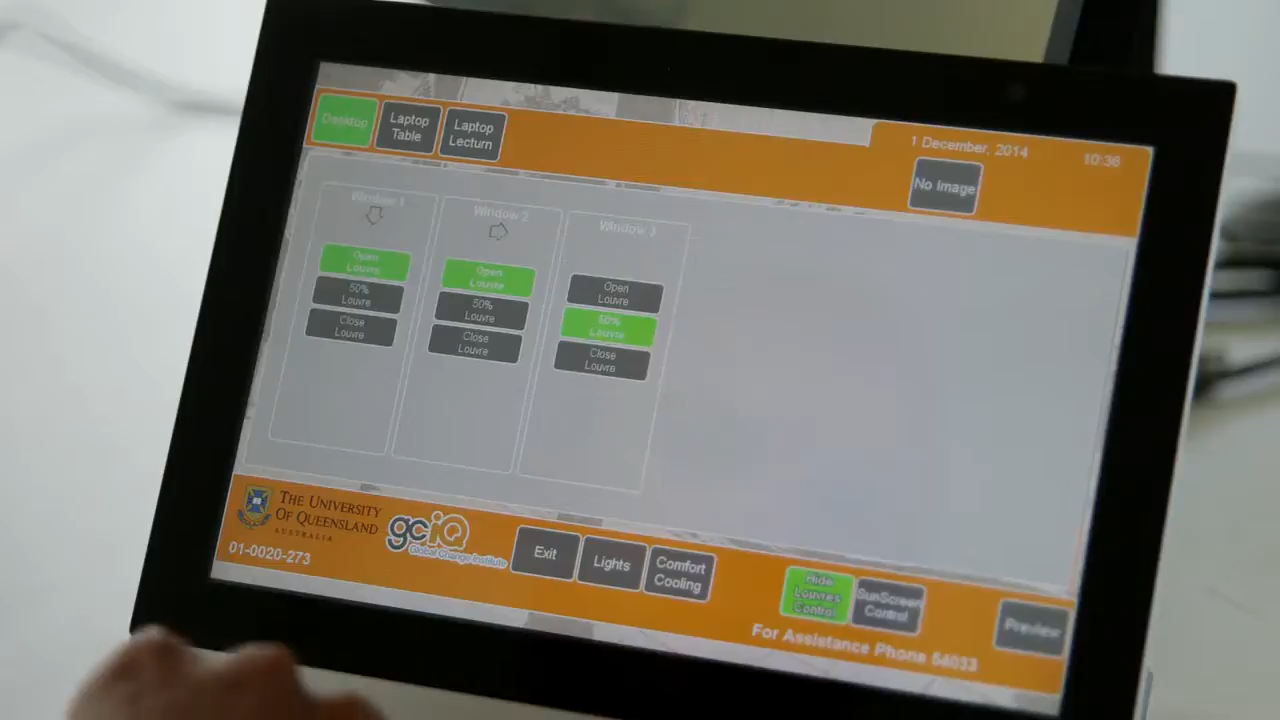 Desktop
Laptop
Table
Laptop
Lecturn
1 December, 2014
10:36
No Image
Window 1
Window 2
Window 3
Open
Louvre
50%
Louvre
Close
Louvre
Open
Louvre
50%
Louvre
Close
Louvre
Open
Louvre
50%
Louvre
Close
Louvre
THE UNIVERSITY
OF QUEENSLAND
AUSTRALIA
01-0020-273
gciQ
Global Change Institute
Exit
Lights
Comfort
Cooling
Hide
Louvres
Control
SunScreen
Control
Preview
For Assistance Phone 54033